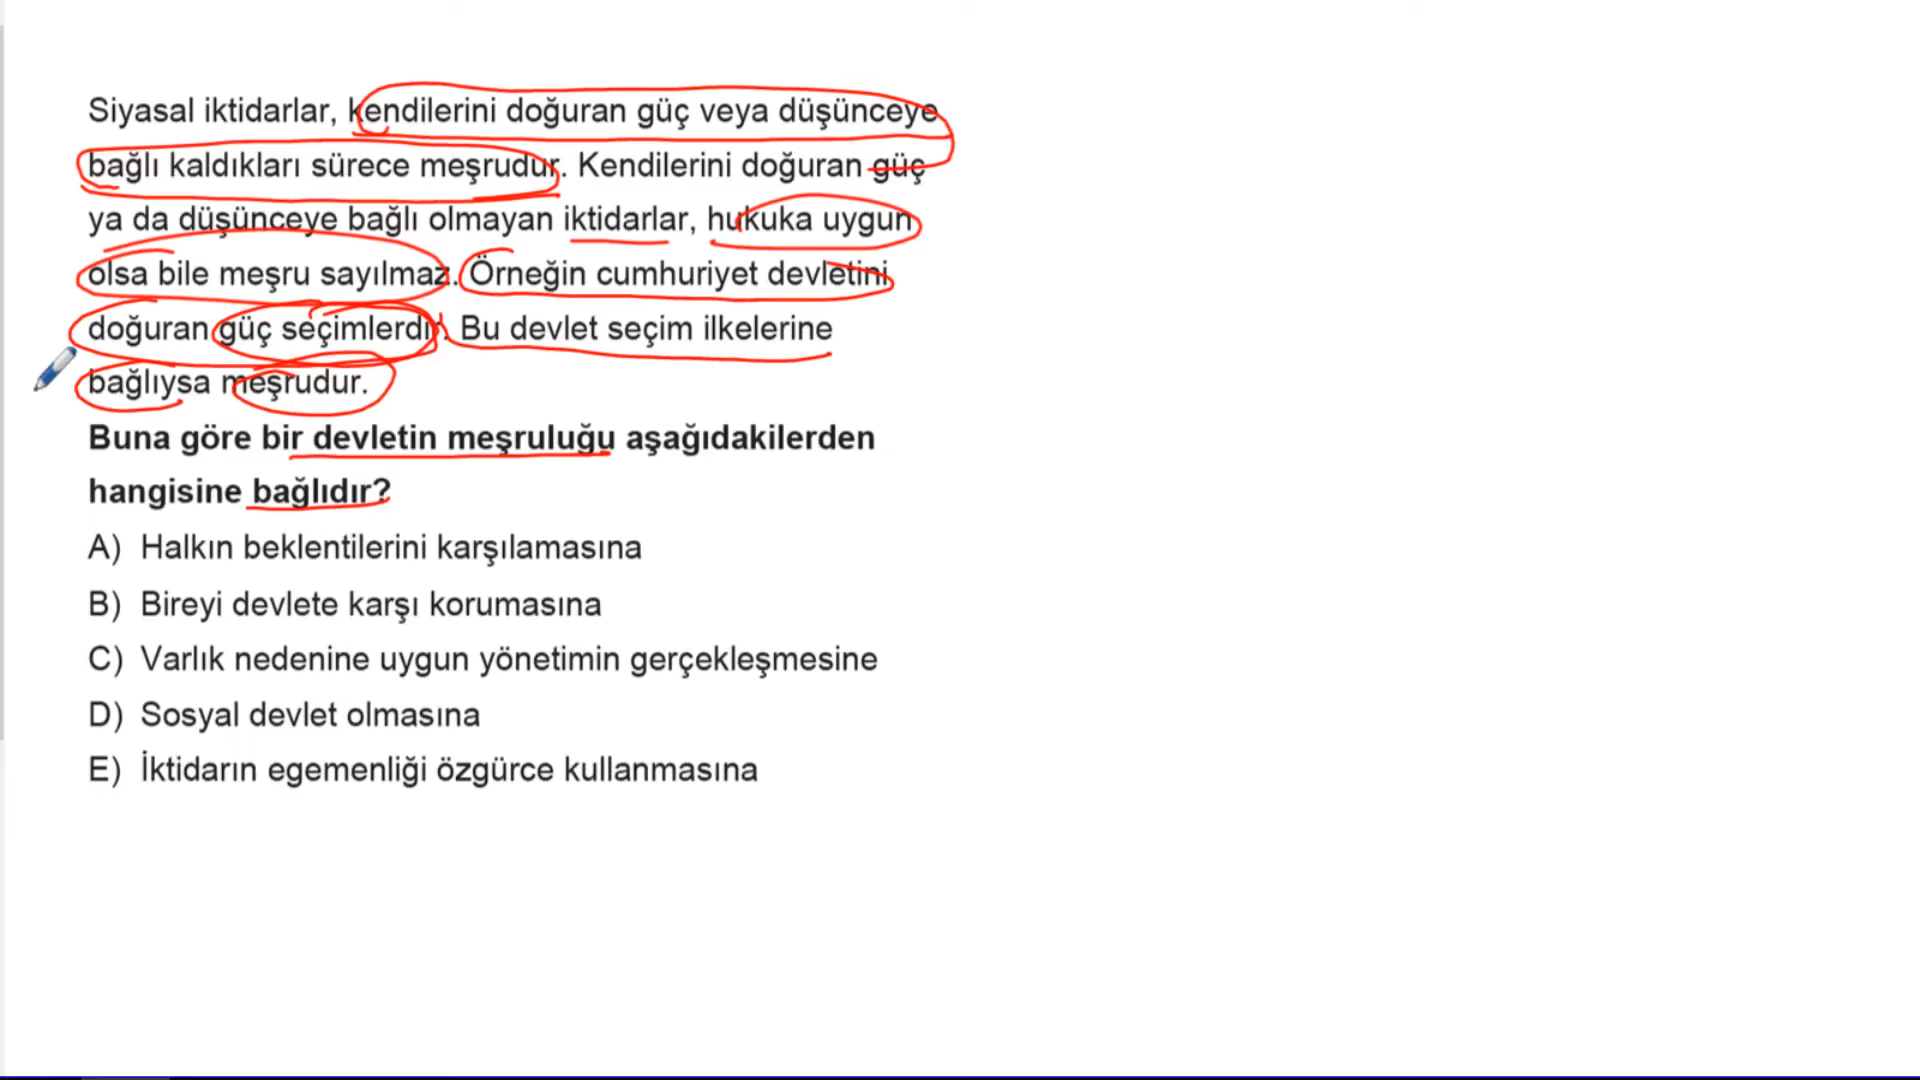 Siyasal iktidarlar, kendilerini doğuran güç veya düşünceye
bağlı kaldıkları sürece meşrudur. Kendilerini doğuran güç
ya da düşünceye bağlı olmayan iktidarlar, hukuka uygun
olsa bile meşru sayılmaz. Örneğin cumhuriyet devletini
doğuran güç seçimlerdir. Bu devlet seçim ilkelerine
bağlıysa meşrudur.
Buna göre bir devletin meşruluğu aşağıdakilerden
hangisine bağlıdır?
A) Halkın beklentilerini karşılamasına
B) Bireyi devlete karşı korumasına
C) Varlık nedenine uygun yönetimin gerçekleşmesine
D) Sosyal devlet olmasına
E) İktidarın egemenliği özgürce kullanmasına